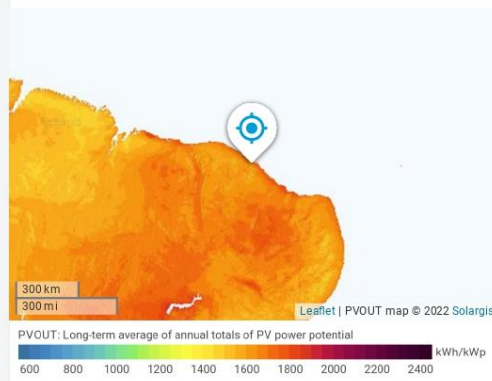 300 km
300 mi
Leaflet | PVOUT map © 2022 Solargis
PVOUT: Long-term average of annual totals of PV power potential
kWh/kWp
600 800 1000 1200 1400 1600 1800 2000 2200 2400